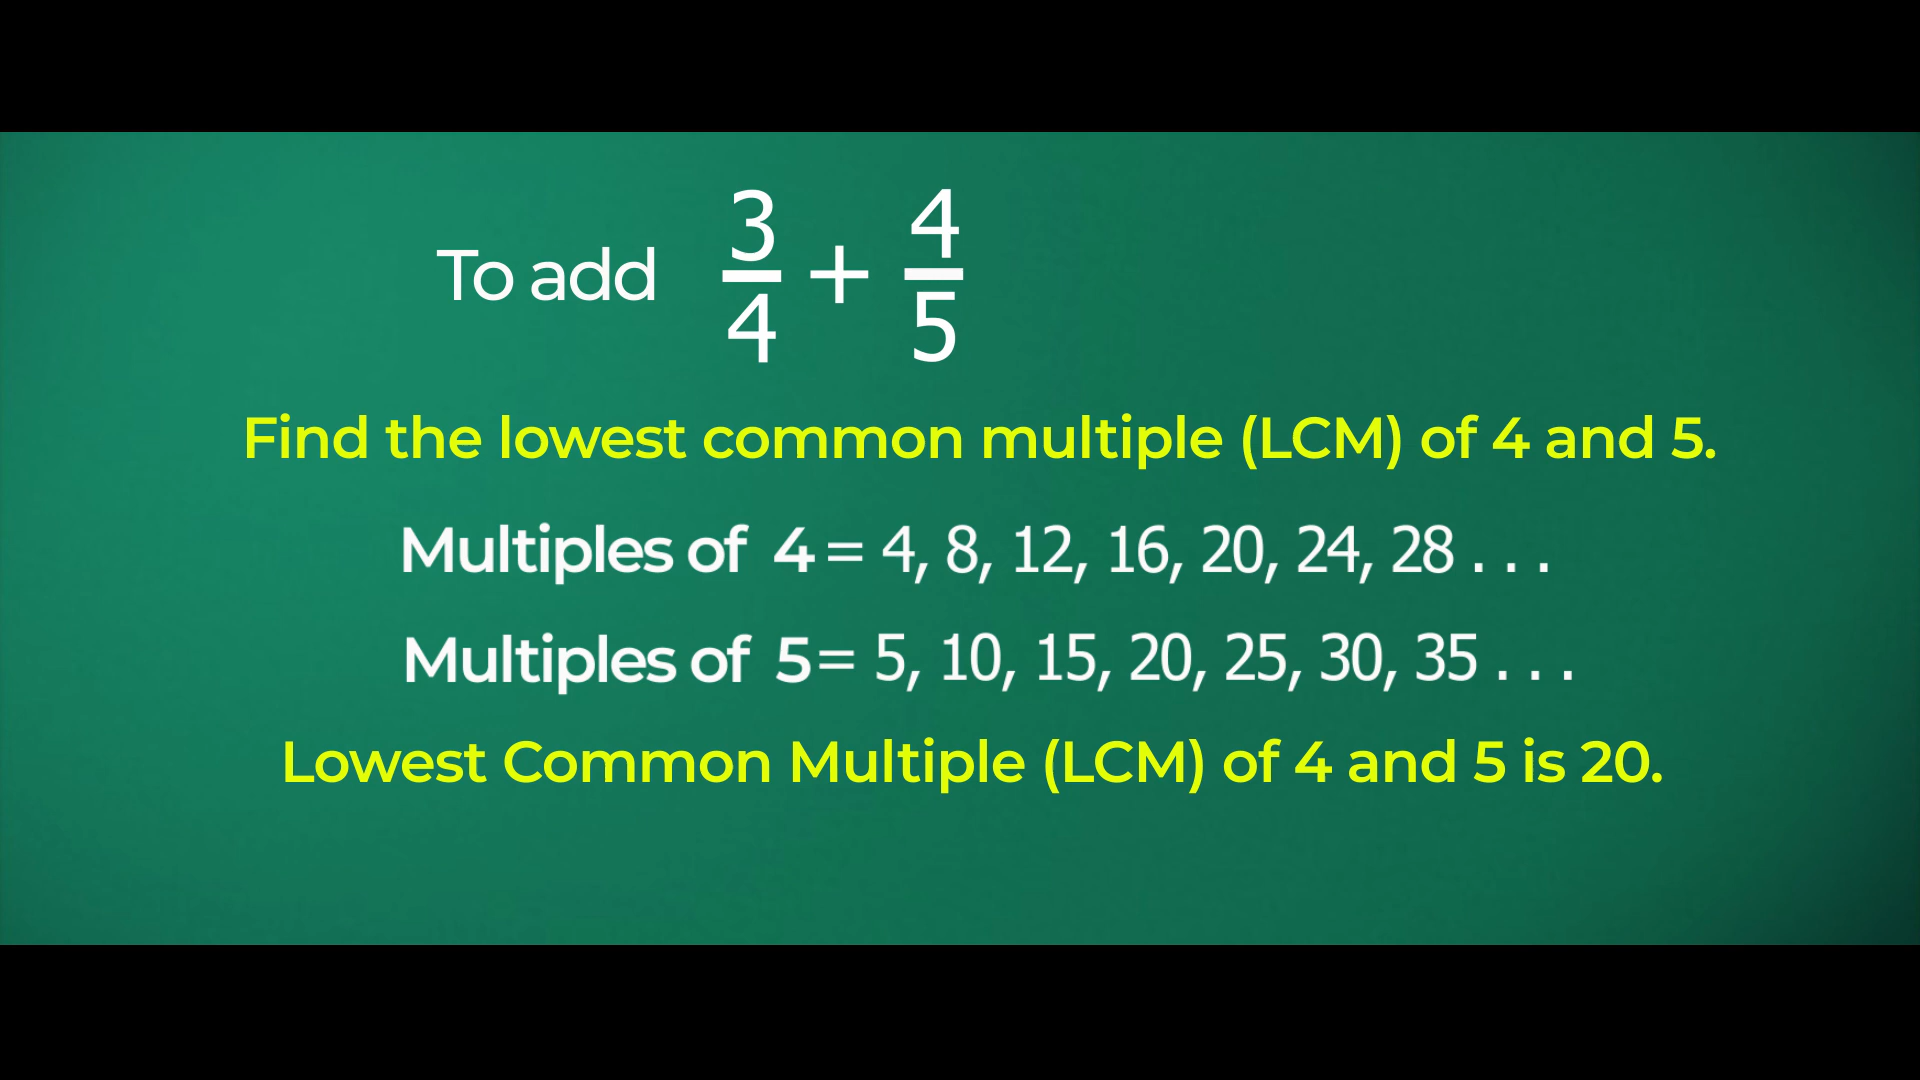 To add 3/4 + 4/5
Find the lowest common multiple (LCM) of 4 and 5.
Multiples of 4 = 4, 8, 12, 16, 20, 24, 28 . . .
Multiples of 5 = 5, 10, 15, 20, 25, 30, 35 . . .
Lowest Common Multiple (LCM) of 4 and 5 is 20.